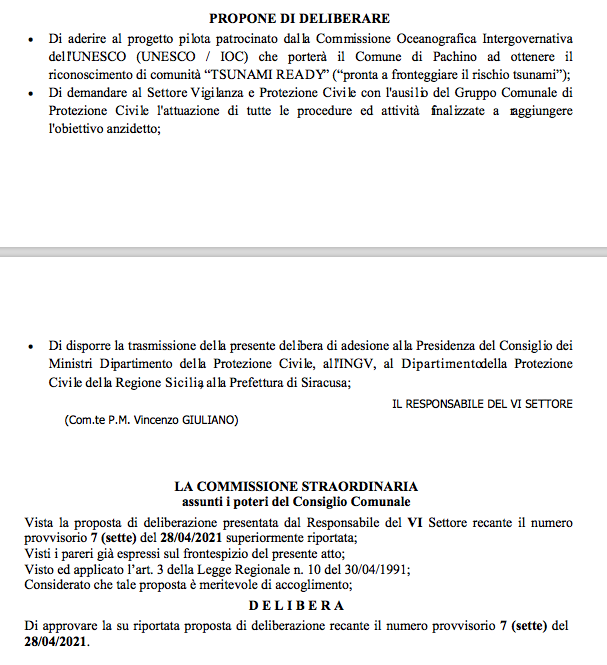 PROPONE DI DELIBERARE
• Di aderire al progetto pilota patrocinato dalla Commissione Oceanografica Intergovernativa
dell'UNESCO (UNESCO / IOC) che porterà il Comune di Pachino ad ottenere il
riconoscimento di comunità “TSUNAMI READY” (“pronta a fronteggiare il rischio tsunami”);
• Di demandare al Settore Vigilanza e Protezione Civile con l'ausilio del Gruppo Comunale di
Protezione Civile l'attuazione di tutte le procedure ed attività finalizzate a raggiungere
l'obiettivo anzidetto;
• Di disporre la trasmissione della presente delibera di adesione alla Presidenza del Consiglio dei
Ministri Dipartimento della Protezione Civile, all'INGV, al Dipartimentodella Protezione
Civile della Regione Sicilia, alla Prefettura di Siracusa;
IL RESPONSABILE DEL VI SETTORE
(Com.te P.M. Vincenzo GIULIANO)
LA COMMISSIONE STRAORDINARIA
assunti i poteri del Consiglio Comunale
Vista la proposta di deliberazione presentata dal Responsabile del VI Settore recante il numero
provvisorio 7 (sette) del 28/04/2021 superiormente riportata;
Visti i pareri già espressi sul frontespizio del presente atto;
Visto ed applicato l’art. 3 della Legge Regionale n. 10 del 30/04/1991;
Considerato che tale proposta è meritevole di accoglimento;
D E L I B E R A
Di approvare la su riportata proposta di deliberazione recante il numero provvisorio 7 (sette) del
28/04/2021.